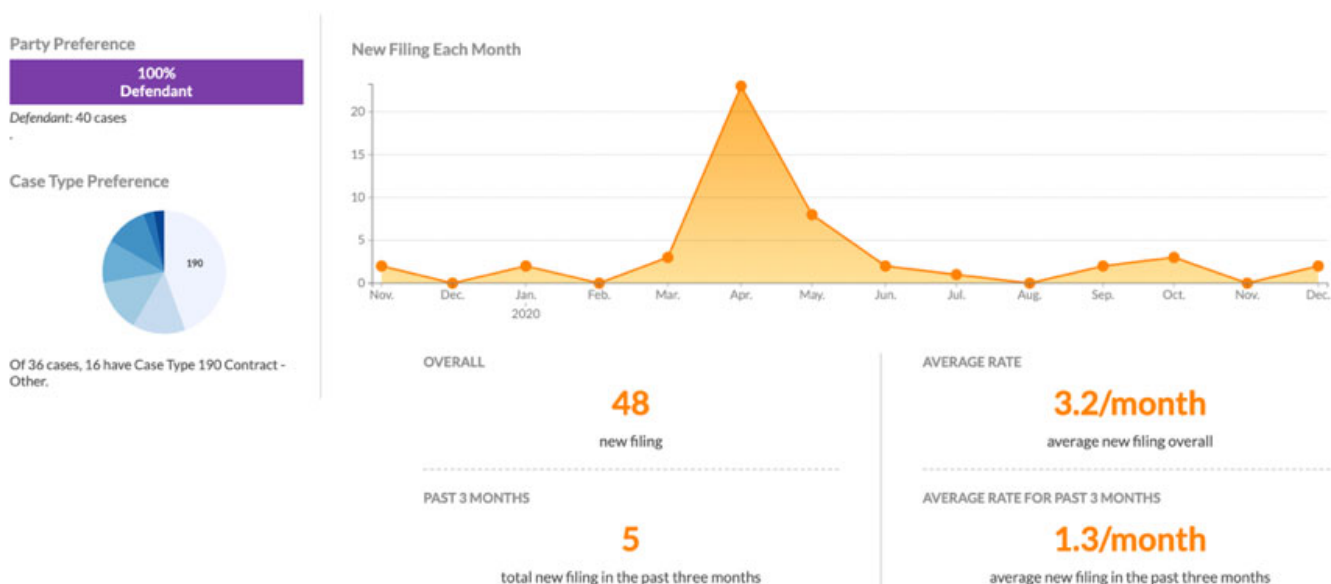 Party Preference
100%
Defendant
Defendant: 40 cases
.
Case Type Preference
190
Of 36 cases, 16 have Case Type 190 Contract -
Other.
New Filing Each Month
20
15
10
5
0
Nov. Dec. Jan. Feb. Mar. Apr. May. Jun. Jul. Aug. Sep. Oct. Nov. Dec.
2020
OVERALL
48
new filing
PAST 3 MONTHS
5
total new filing in the past three months
AVERAGE RATE
3.2/month
average new filing overall
AVERAGE RATE FOR PAST 3 MONTHS
1.3/month
average new filing in the past three months